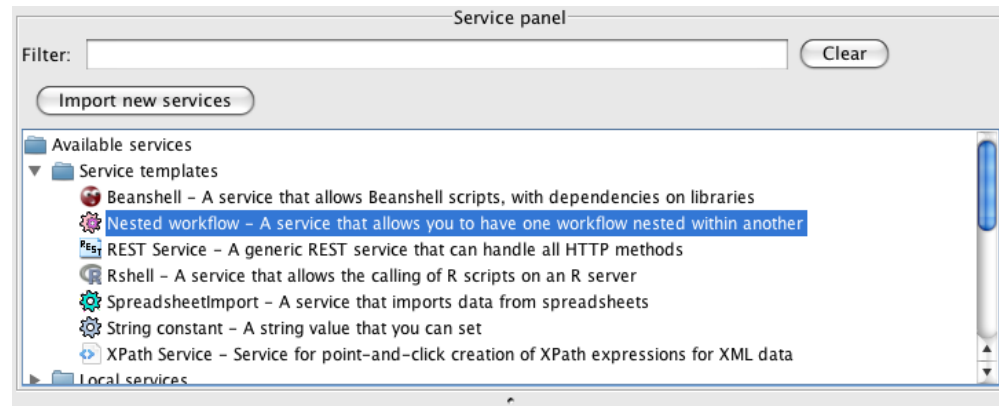 Service panel
Filter:
Clear
Import new services
Available services
Service templates
Beanshell – A service that allows Beanshell scripts, with dependencies on libraries
Nested workflow – A service that allows you to have one workflow nested within another
REST
REST Service – A generic REST service that can handle all HTTP methods
Rshell – A service that allows the calling of R scripts on an R server
SpreadsheetImport – A service that imports data from spreadsheets
String constant – A string value that you can set
XPath Service – Service for point-and-click creation of XPath expressions for XML data
Local services